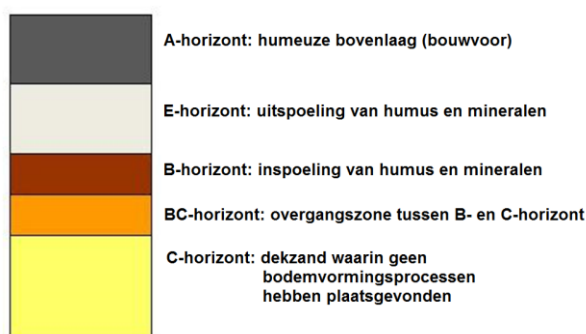 A-horizont: humeuze bovenlaag (bouwvoor)
E-horizont: uitspoeling van humus en mineralen
B-horizont: inspoeling van humus en mineralen
BC-horizont: overgangszone tussen B- en C-horizont
C-horizont: dekzand waarin geen
bodemvormingsprocessen
hebben plaatsgevonden